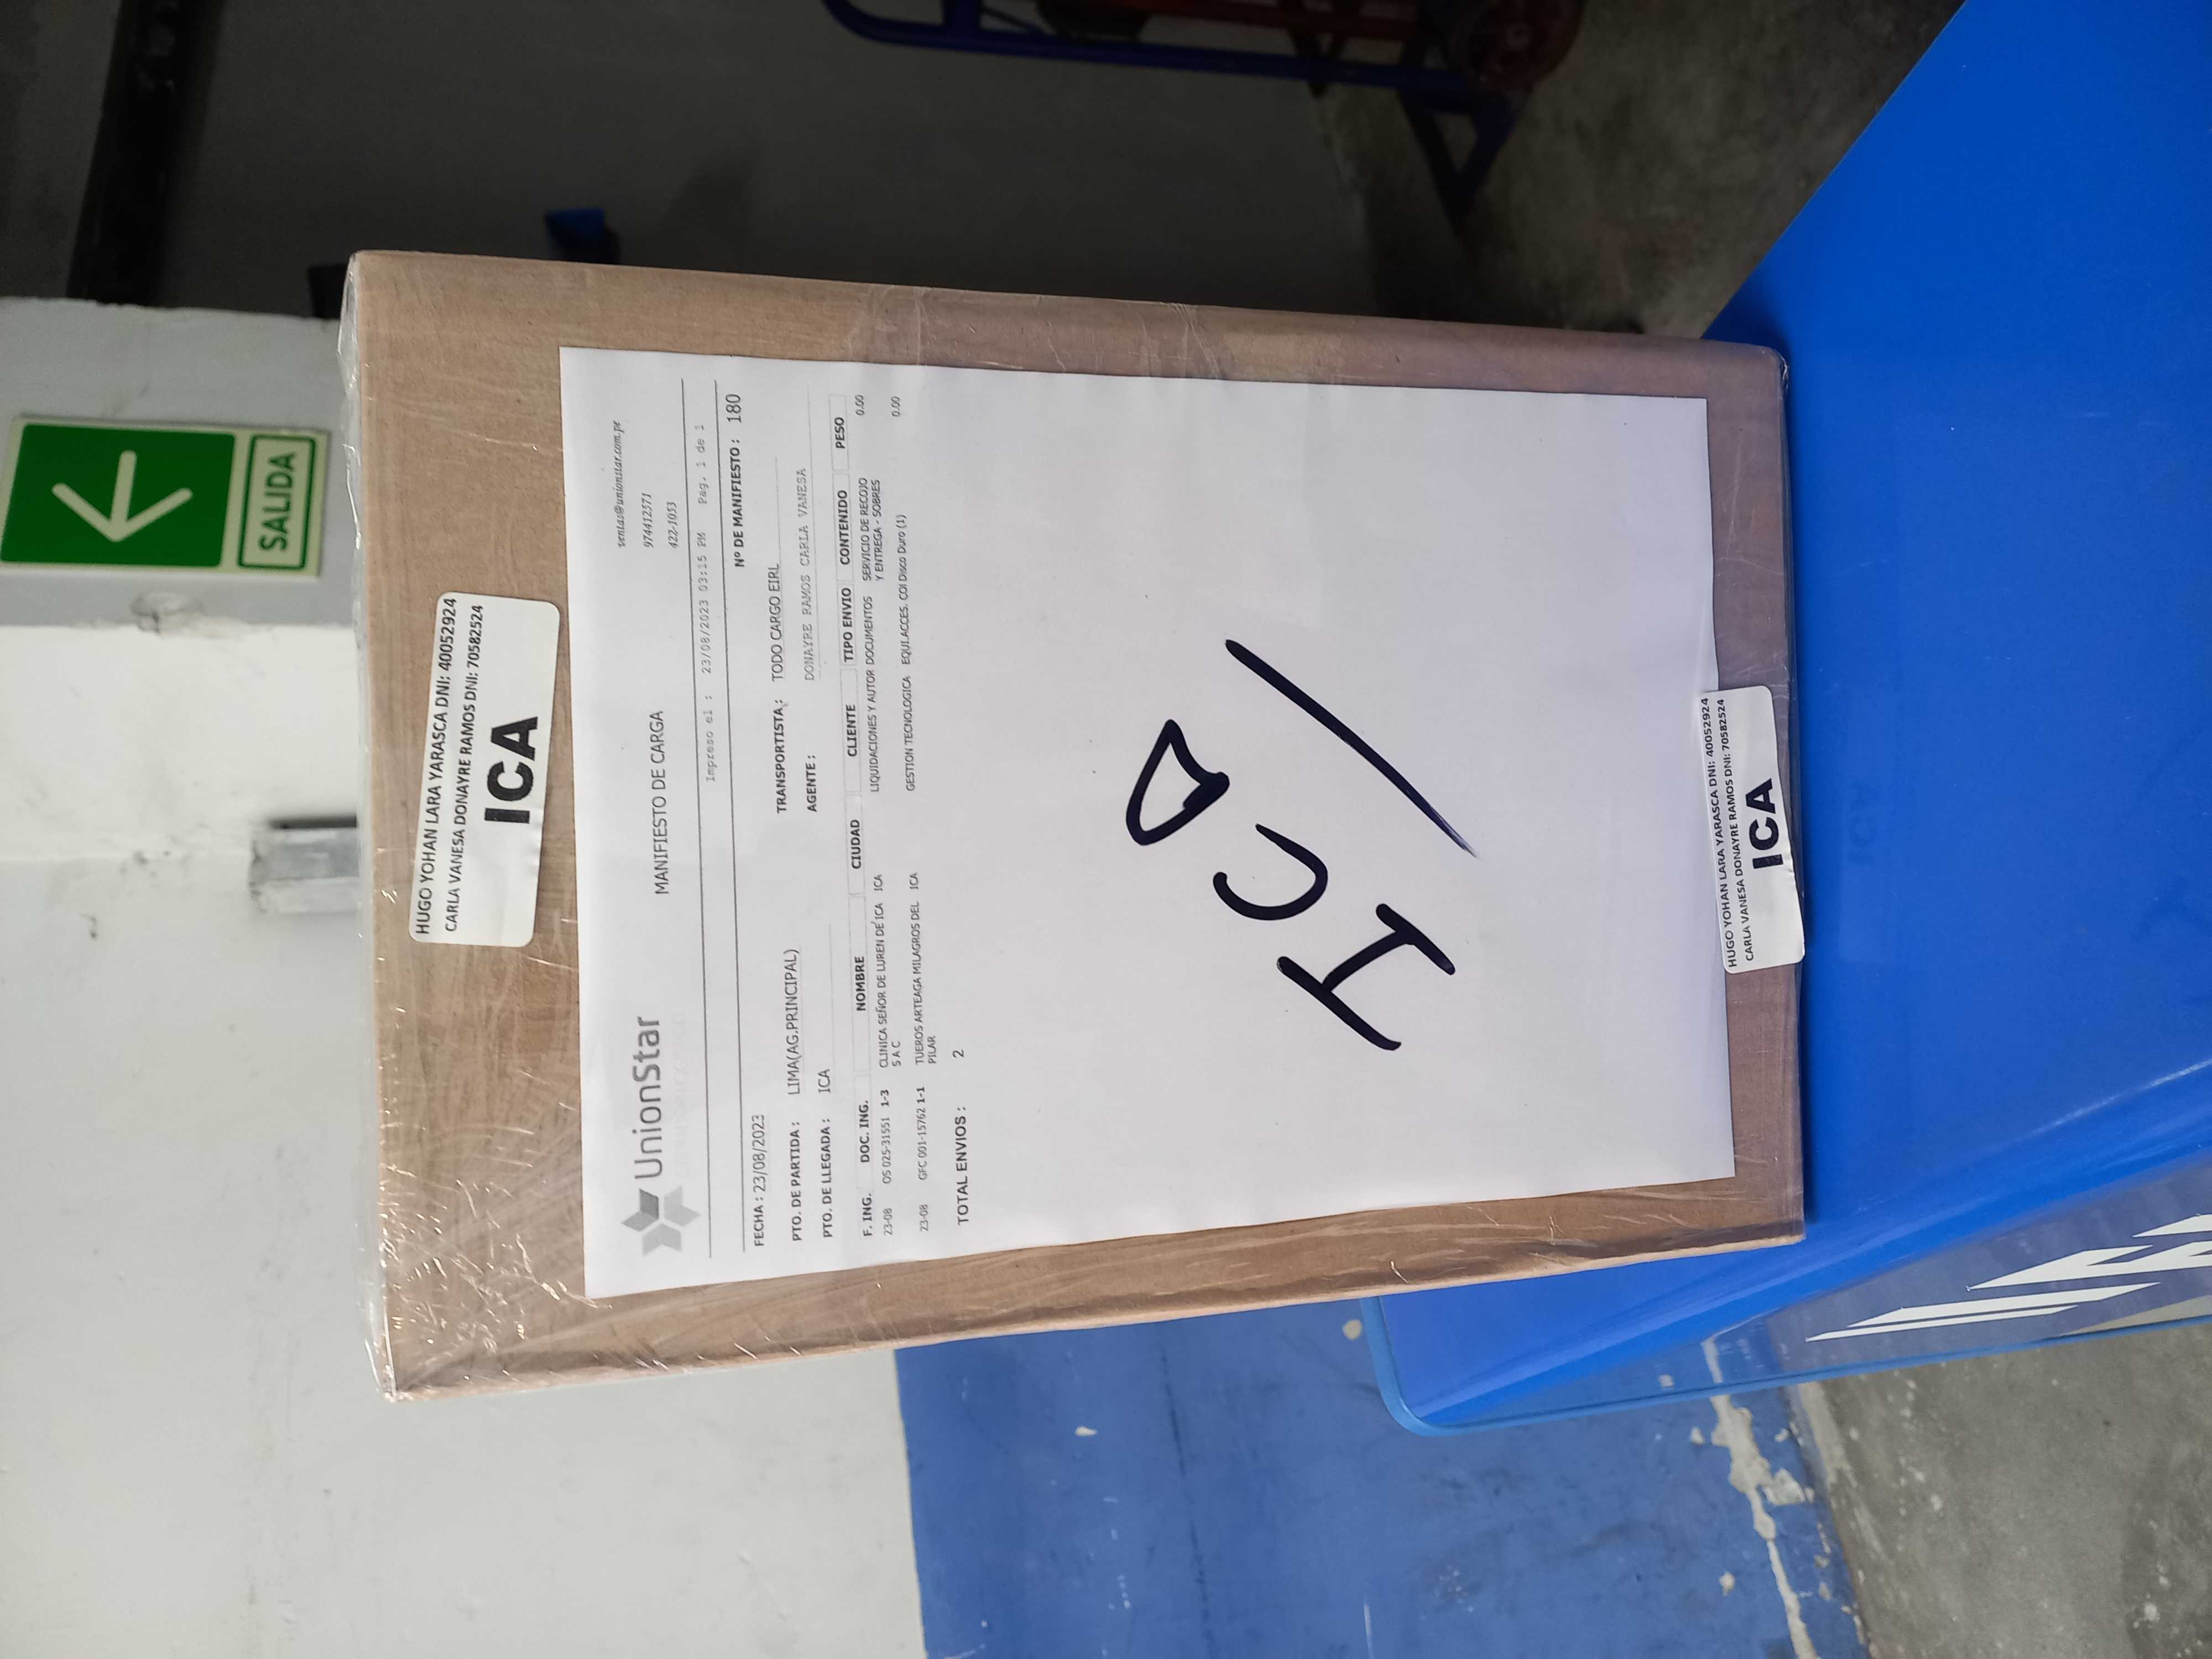 SALIDA
HUGO YOHAN LARA YARASCA DNI: 40052924
CARLA VANESA DONAYRE RAMOS DNI: 70582524
ICA
UnionStar
ventas@unionstar.com.pe
974412571
422-1053
MANIFIESTO DE CARGA
Impreso el : 23/08/2023 03:15 PM Pag. 1 de 1
FECHA : 23/08/2023 Nº DE MANIFIESTO : 180
PTO. DE PARTIDA : LIMA(AG.PRINCIPAL) TRANSPORTISTA : TODO CARGO EIRL
PTO. DE LLEGADA : ICA AGENTE : DONAYRE RAMOS CARLA VANESA
F. ING. DOC. ING. NOMBRE CIUDAD CLIENTE TIPO ENVIO CONTENIDO PESO
23-08 OS 025-31551 1-3 CLINICA SEÑOR DE LUREN DE ICA ICA LIQUIDACIONES Y AUTOR DOCUMENTOS SERVICIO DE RECOJO 0.00
S A C Y ENTREGA - SOBRES
23-08 GFC 001-15762 1-1 TUEROS ARTEAGA MILAGROS DEL ICA GESTION TECNOLOGICA EQUI.ACCES. COI Disco Duro (1) 0.00
PILAR
TOTAL ENVIOS : 2
ICA
HUGO YOHAN LARA YARASCA DNI: 40052924
CARLA VANESA DONAYRE RAMOS DNI: 70582524
ICA